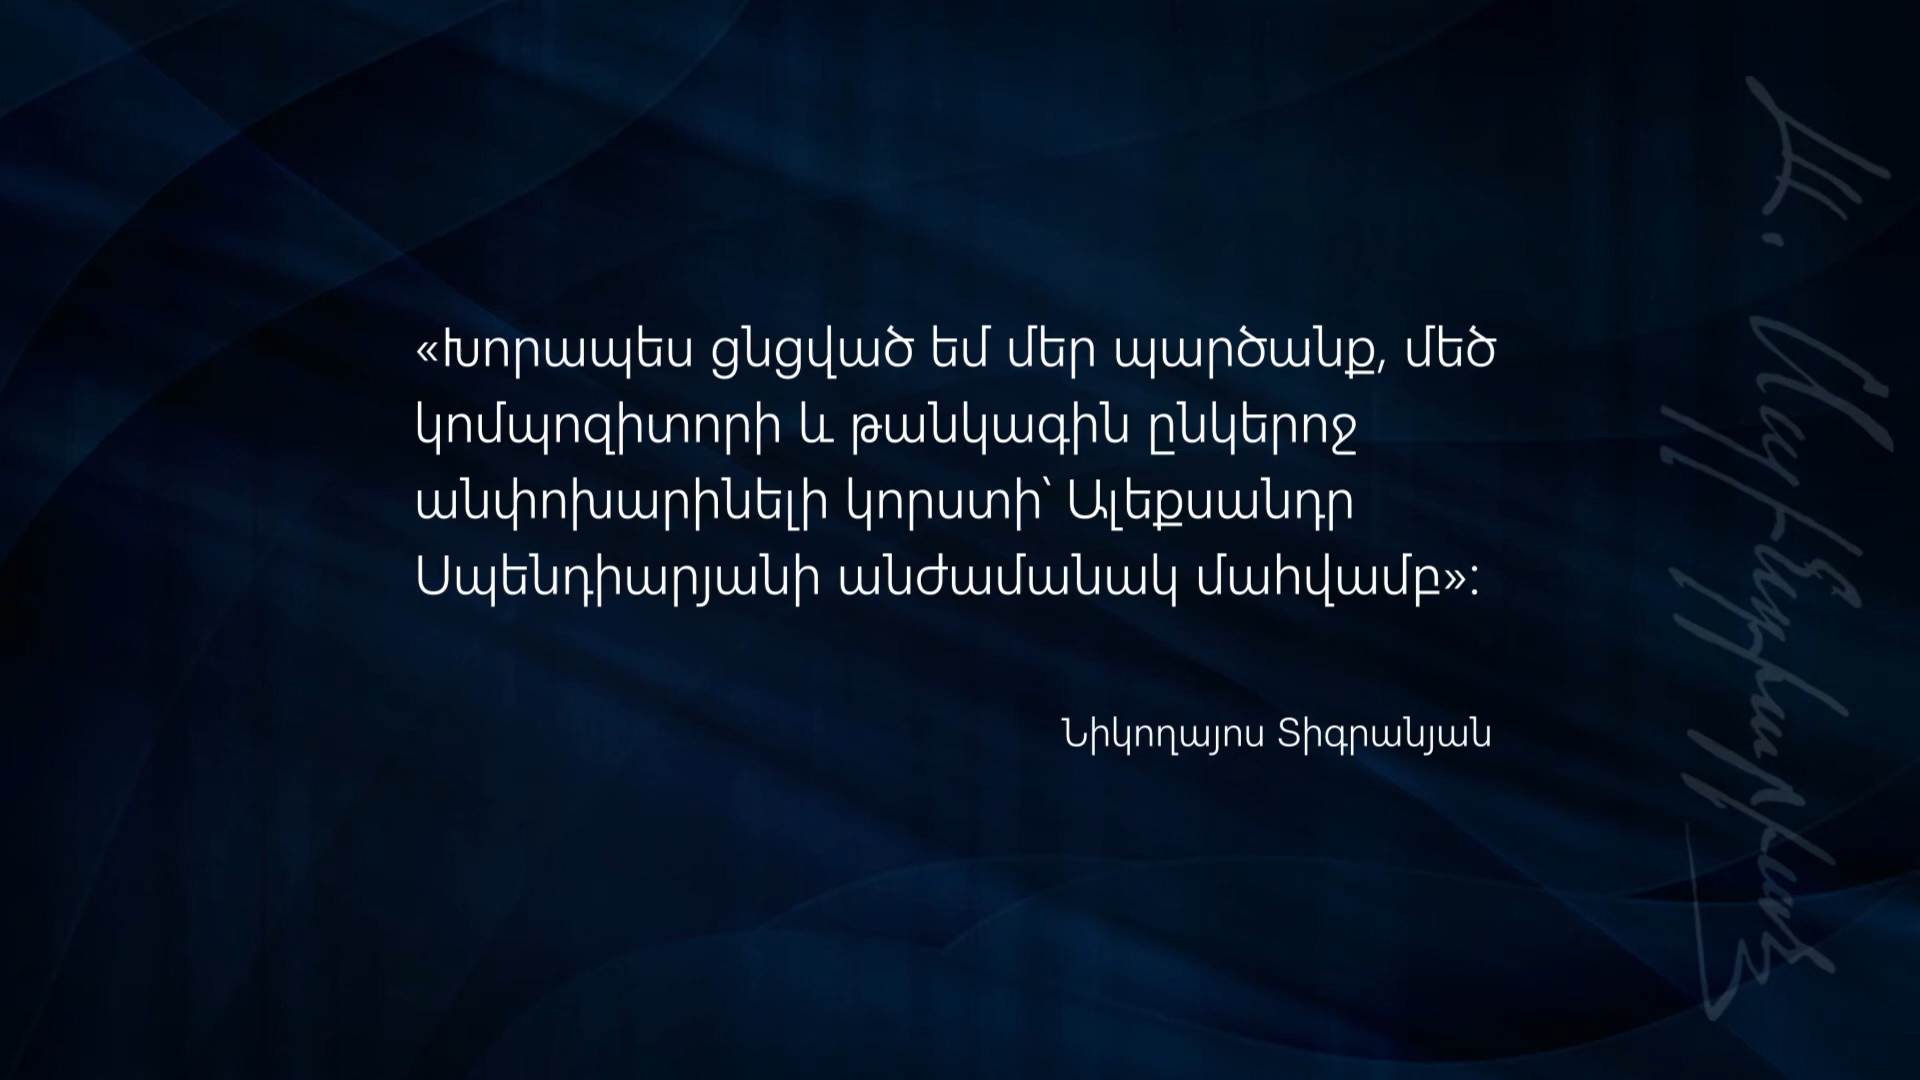 «Խորապես ցնցված եմ մեր պարծանք, մեծ
կոմպոզիտորի և թանկագին ընկերոջ
անփոխարինելի կորստի՝ Ալեքսանդր
Սպենդիարյանի անժամանակ մահվամբ»:
Նիկողայոս Տիգրանյան